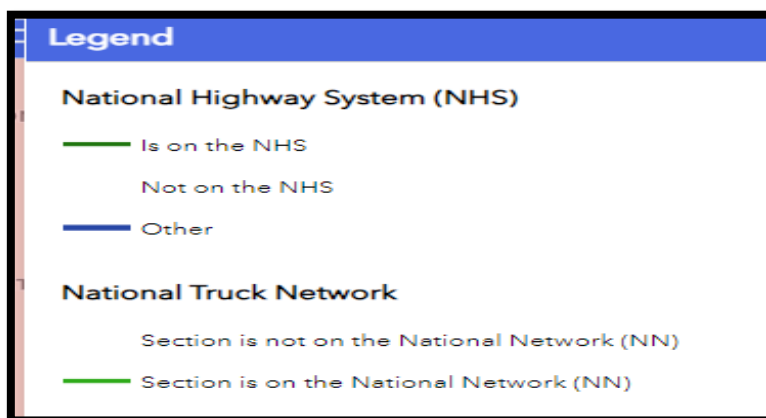 Legend
National Highway System (NHS)
Is on the NHS
Not on the NHS
Other
National Truck Network
Section is not on the National Network (NN)
Section is on the National Network (NN)